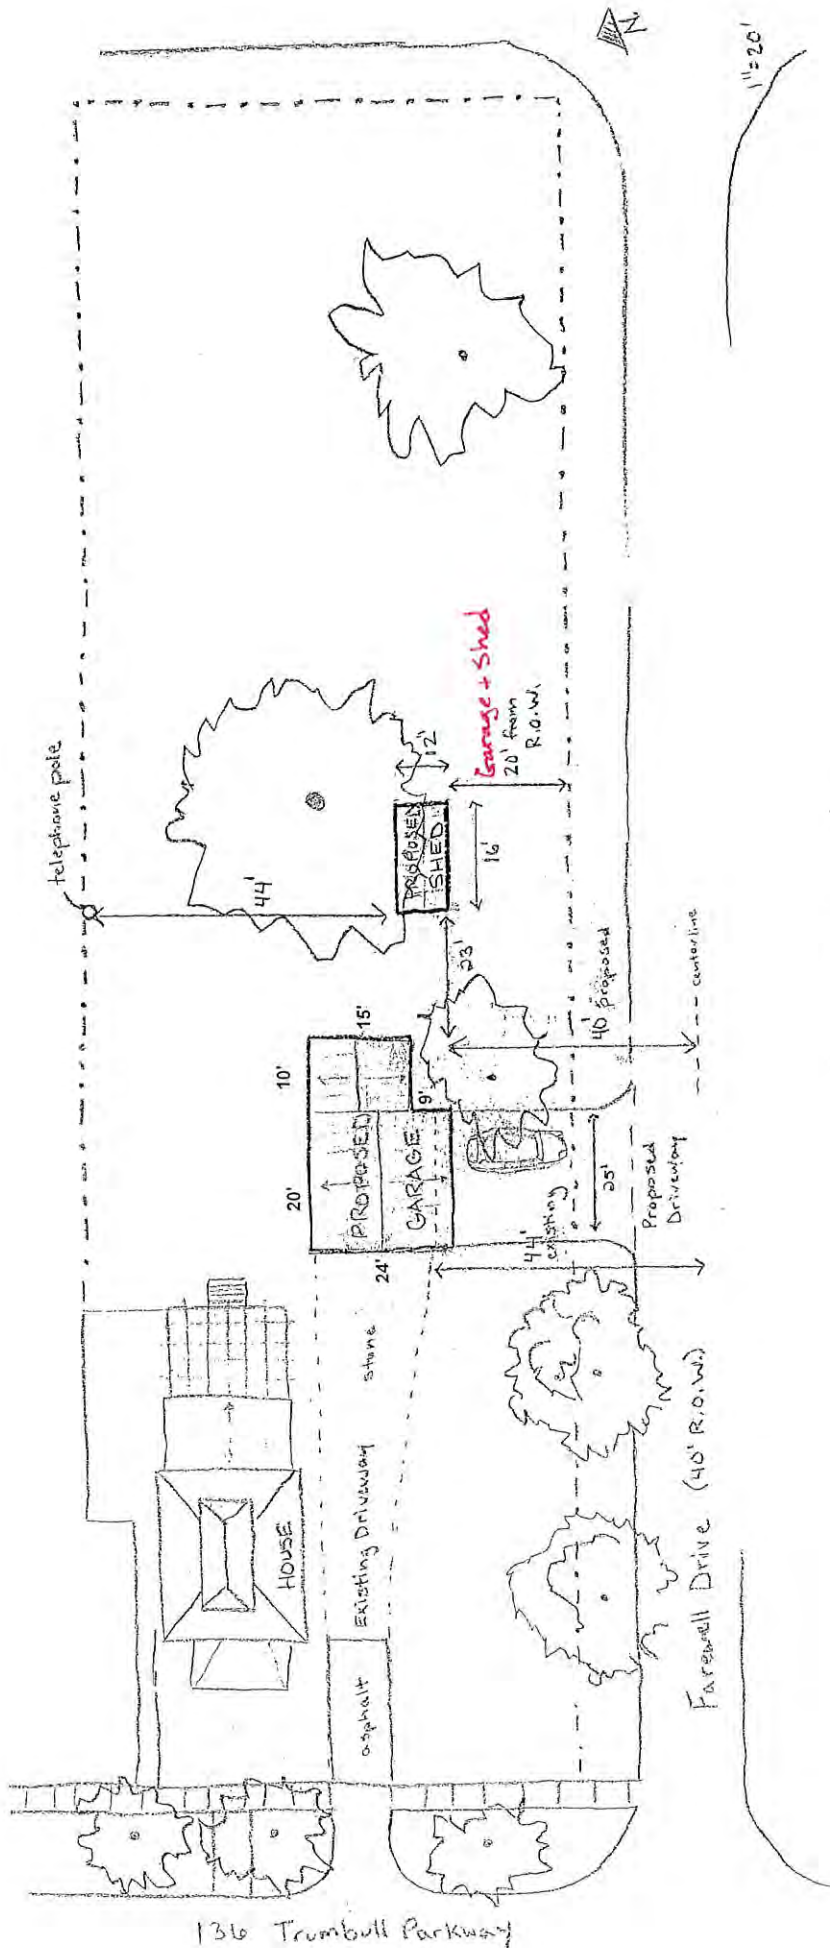 N
1"=20'
telephone pole
44'
PROPOSED
SHED
12'
16'
Garage + Shed
20' from
R.O.W.
23'
40' proposed
centerline
10'
15'
9'
20'
24'
PROPOSED
GARAGE
25'
44'
existing
Proposed
Driveway
HOUSE
Existing Driveway
stone
asphalt
Farewell Drive (40' R.O.W.)
136 Trumbull Parkway